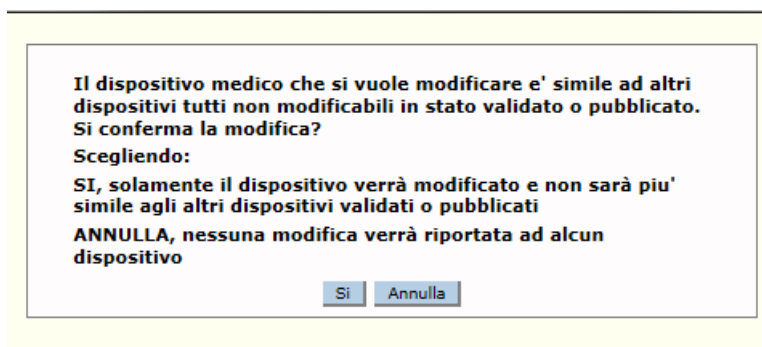 Il dispositivo medico che si vuole modificare e' simile ad altri
dispositivi tutti non modificabili in stato validato o pubblicato.
Si conferma la modifica?
Scegliendo:
SI, solamente il dispositivo verrà modificato e non sarà piu'
simile agli altri dispositivi validati o pubblicati
ANNULLA, nessuna modifica verrà riportata ad alcun
dispositivo
Si Annulla